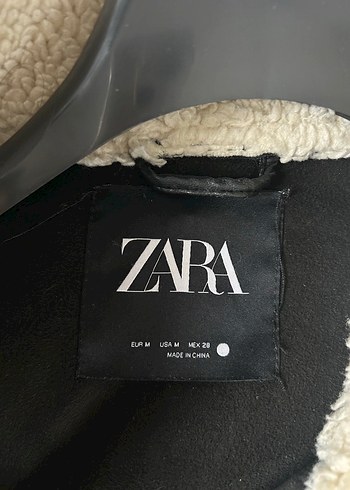 ZARA
EUR M USA M MEX 28
MADE IN CHINA